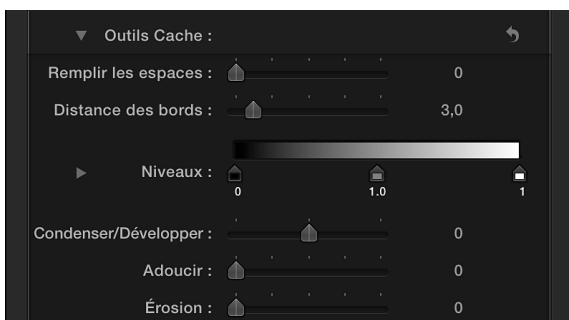 Outils Cache :
Remplir les espaces : 0
Distance des bords : 3,0
Niveaux :
0 1.0 1
Condenser/Développer : 0
Adoucir : 0
Érosion : 0